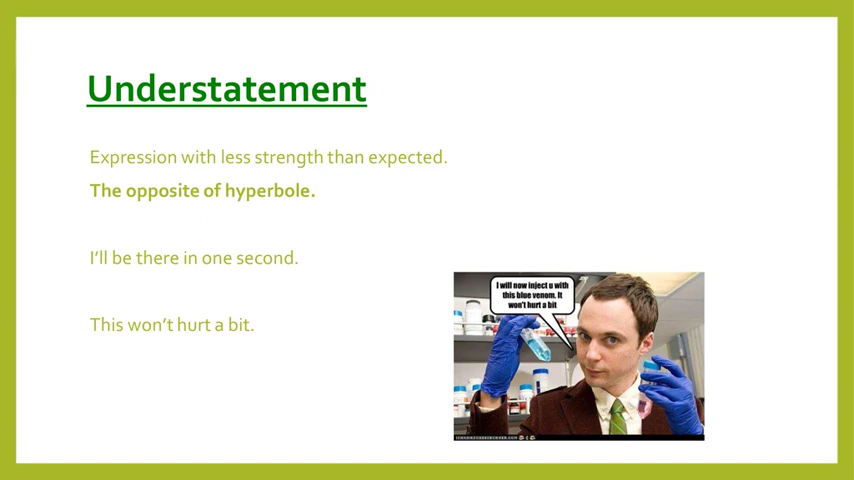 Understatement
Expression with less strength than expected.
The opposite of hyperbole.
I'll be there in one second.
This won't hurt a bit.
I will now inject u with
this blue venom. It
won't hurt a bit